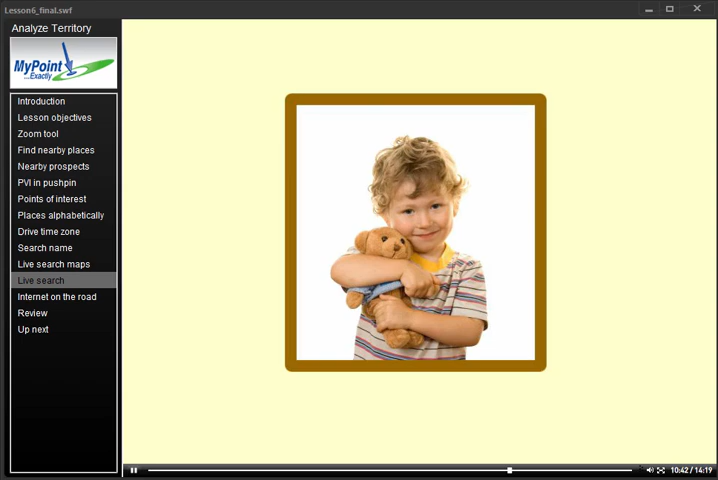 Lesson6_final.swf
Analyze Territory
MyPoint
...Exactly
Introduction
Lesson objectives
Zoom tool
Find nearby places
Nearby prospects
PVI in pushpin
Points of interest
Places alphabetically
Drive time zone
Search name
Live search maps
Live search
Internet on the road
Review
Up next
10:42 / 14:19